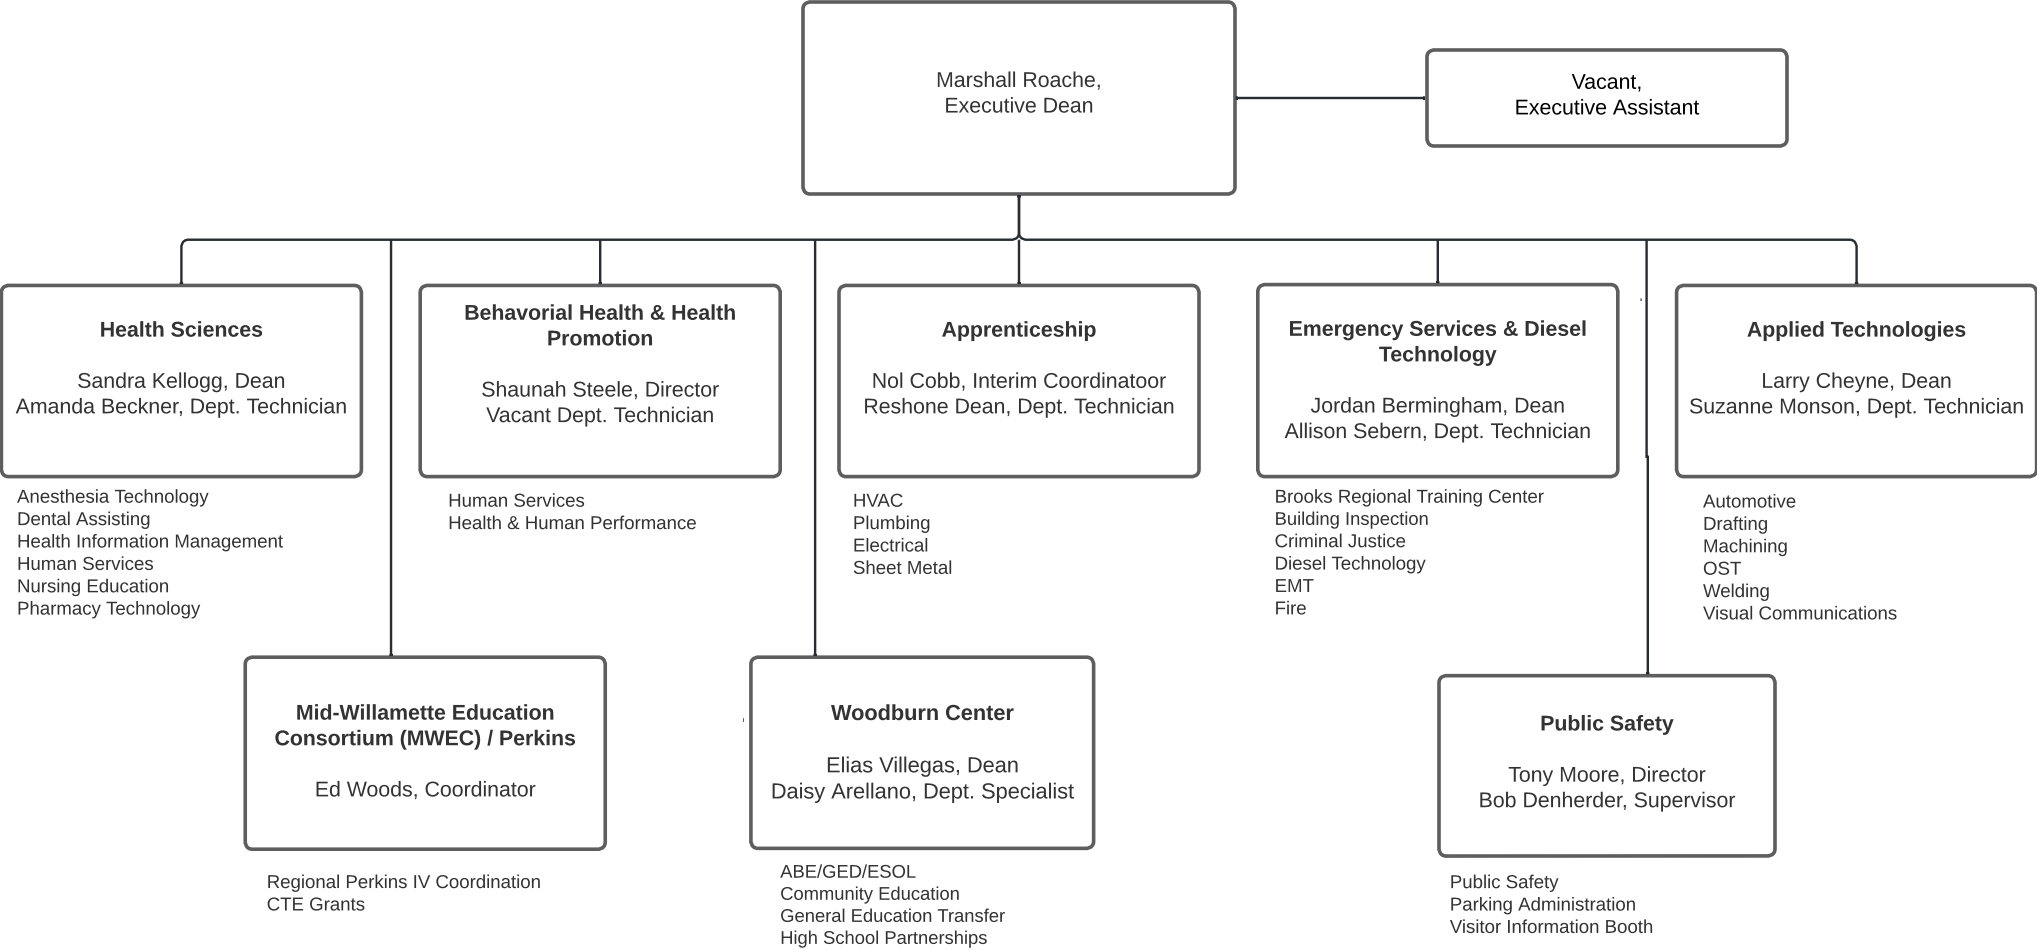 Marshall Roache,
Executive Dean
Vacant,
Executive Assistant
Health Sciences
Sandra Kellogg, Dean
Amanda Beckner, Dept. Technician
Anesthesia Technology
Dental Assisting
Health Information Management
Human Services
Nursing Education
Pharmacy Technology
Behavorial Health & Health
Promotion
Shaunah Steele, Director
Vacant Dept. Technician
Human Services
Health & Human Performance
Apprenticeship
Nol Cobb, Interim Coordinatoor
Reshone Dean, Dept. Technician
HVAC
Plumbing
Electrical
Sheet Metal
Emergency Services & Diesel
Technology
Jordan Bermingham, Dean
Allison Sebern, Dept. Technician
Brooks Regional Training Center
Building Inspection
Criminal Justice
Diesel Technology
EMT
Fire
Applied Technologies
Larry Cheyne, Dean
Suzanne Monson, Dept. Technician
Automotive
Drafting
Machining
OST
Welding
Visual Communications
Mid-Willamette Education
Consortium (MWEC) / Perkins
Ed Woods, Coordinator
Regional Perkins IV Coordination
CTE Grants
Woodburn Center
Elias Villegas, Dean
Daisy Arellano, Dept. Specialist
ABE/GED/ESOL
Community Education
General Education Transfer
High School Partnerships
Public Safety
Tony Moore, Director
Bob Denherder, Supervisor
Public Safety
Parking Administration
Visitor Information Booth